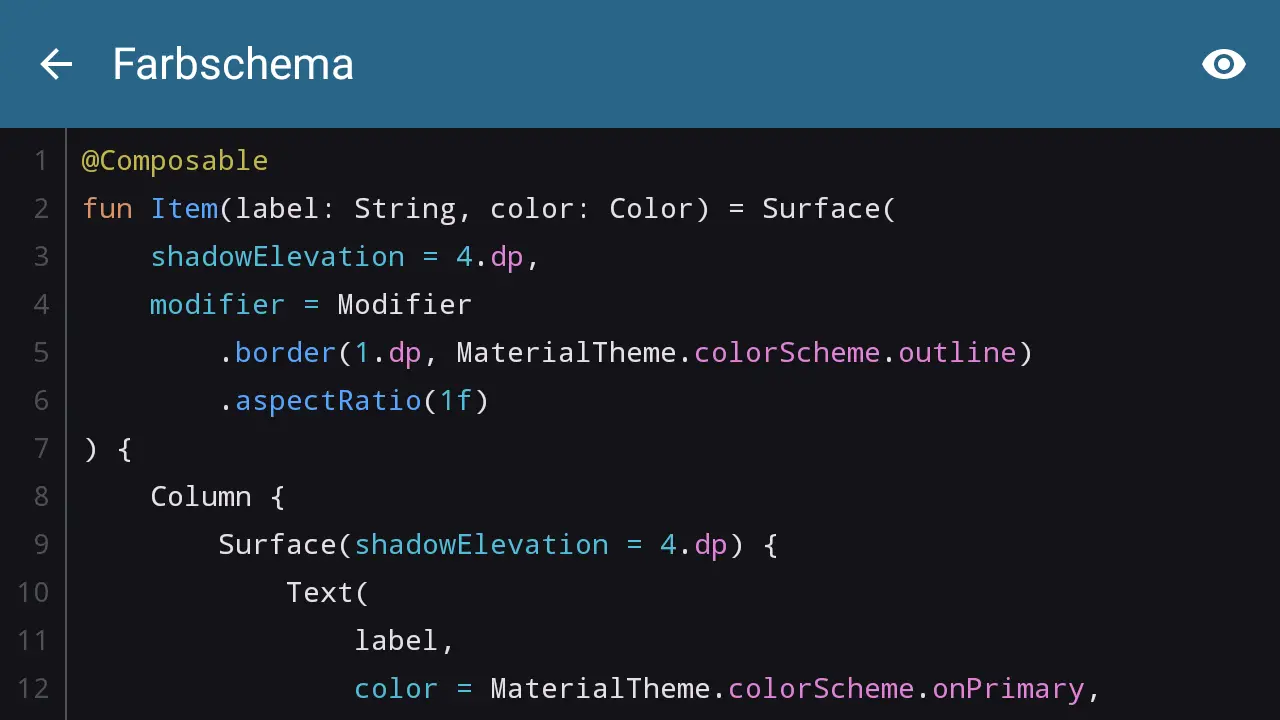 Farbschema
1 @Composable
2 fun Item(label: String, color: Color) = Surface(
3     shadowElevation = 4.dp,
4     modifier = Modifier
5         .border(1.dp, MaterialTheme.colorScheme.outline)
6         .aspectRatio(1f)
7 ) {
8     Column {
9         Surface(shadowElevation = 4.dp) {
10             Text(
11                 label,
12                 color = MaterialTheme.colorScheme.onPrimary,